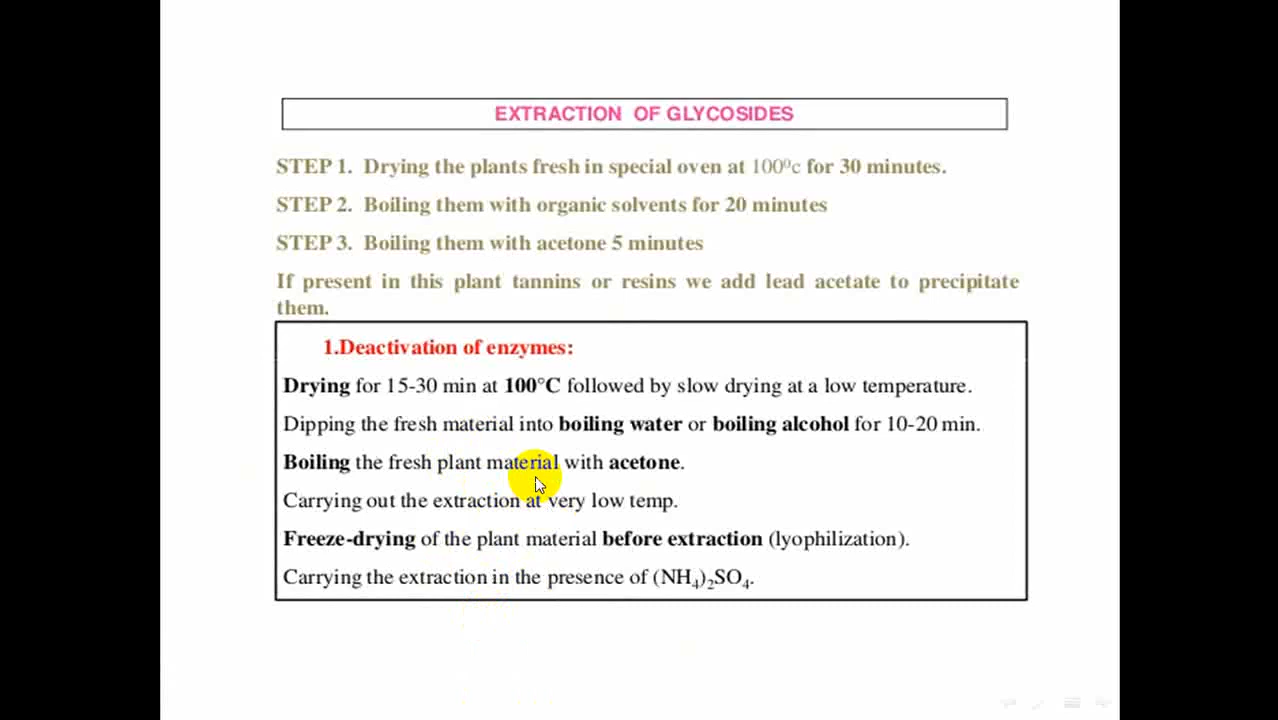 EXTRACTION OF GLYCOSIDES
STEP 1. Drying the plants fresh in special oven at 100⁰c for 30 minutes.
STEP 2. Boiling them with organic solvents for 20 minutes
STEP 3. Boiling them with acetone 5 minutes
If present in this plant tannins or resins we add lead acetate to precipitate
them.
1.Deactivation of enzymes:
Drying for 15-30 min at 100°C followed by slow drying at a low temperature.
Dipping the fresh material into boiling water or boiling alcohol for 10-20 min.
Boiling the fresh plant material with acetone.
Carrying out the extraction at very low temp.
Freeze-drying of the plant material before extraction (lyophilization).
Carrying the extraction in the presence of (NH₄)₂SO₄.